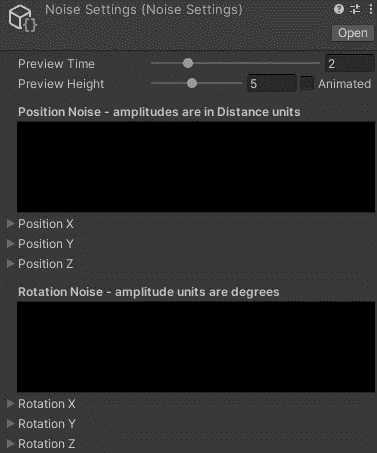 Noise Settings (Noise Settings)
Open
Preview Time 2
Preview Height 5 Animated
Position Noise - amplitudes are in Distance units
Position X
Position Y
Position Z
Rotation Noise - amplitude units are degrees
Rotation X
Rotation Y
Rotation Z